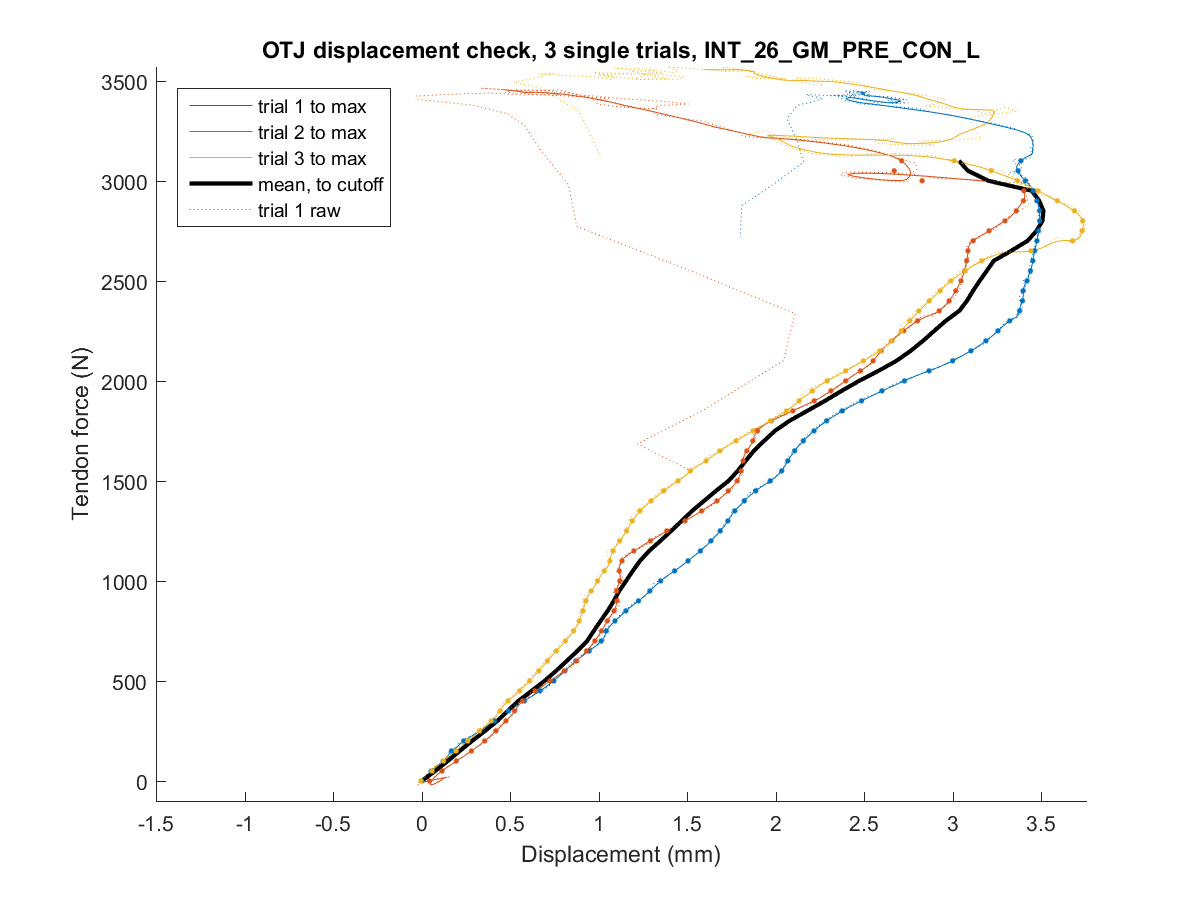 OTJ displacement check, 3 single trials, INT_26_GM_PRE_CON_L
trial 1 to max
trial 2 to max
trial 3 to max
mean, to cutoff
trial 1 raw
3500
3000
2500
2000
1500
1000
500
0
Tendon force (N)
-1.5 -1 -0.5 0 0.5 1 1.5 2 2.5 3 3.5
Displacement (mm)